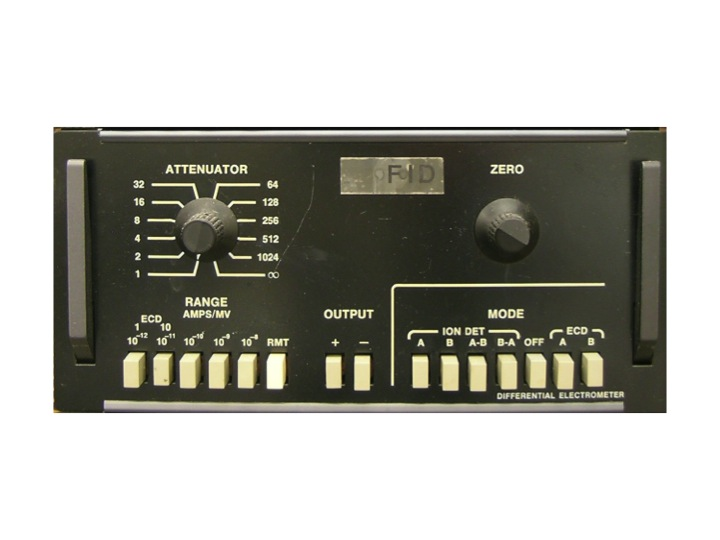 FID
ATTENUATOR
ZERO
32 64
16 128
8 256
4 512
2 1024
1 ∞
RANGE
AMPS/MV
OUTPUT
MODE
ECD
1 10
ION DET
ECD
10⁻¹² 10⁻¹¹ 10⁻¹⁰ 10⁻⁹ 10⁻⁸ RMT
+ −
A B A-B B-A OFF A B
DIFFERENTIAL ELECTROMETER